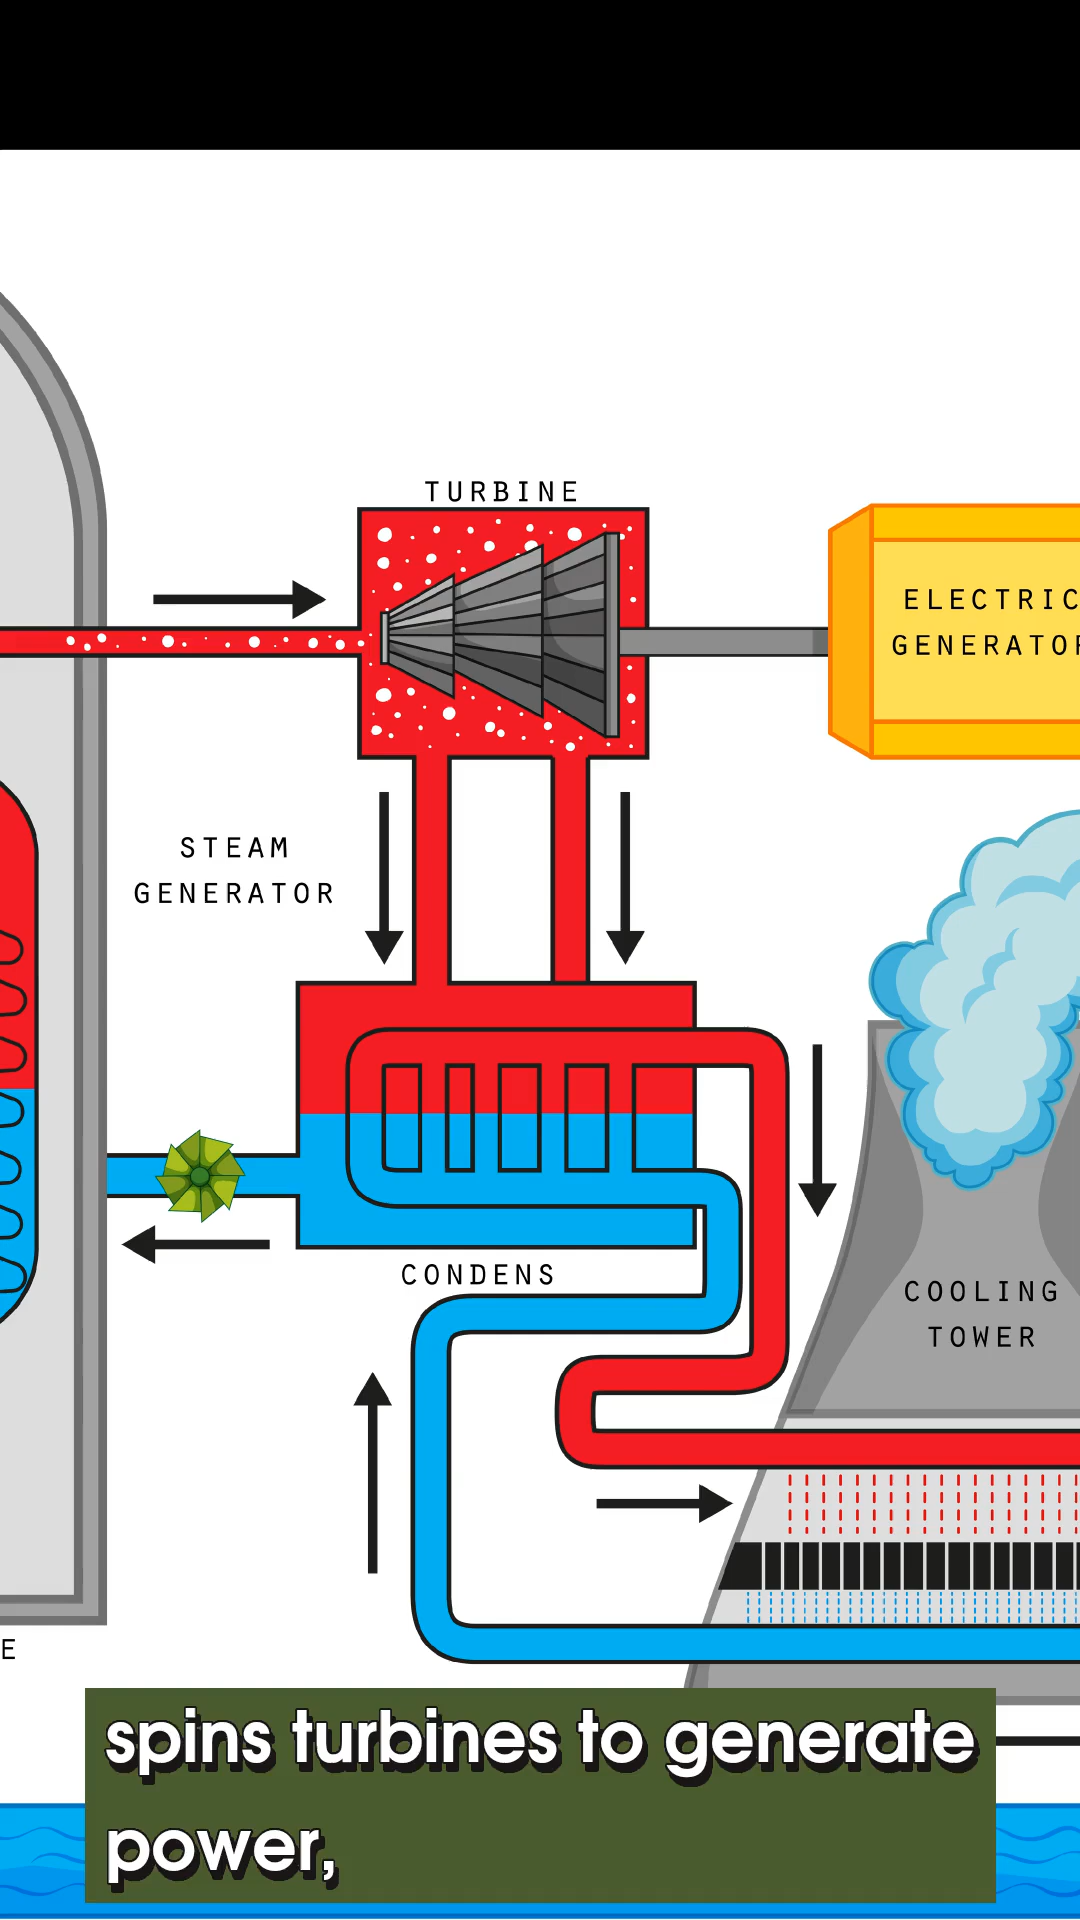 TURBINE
ELECTRIC
GENERATOR
STEAM
GENERATOR
CONDENS
COOLING
TOWER
E
spins turbines to generate
power,